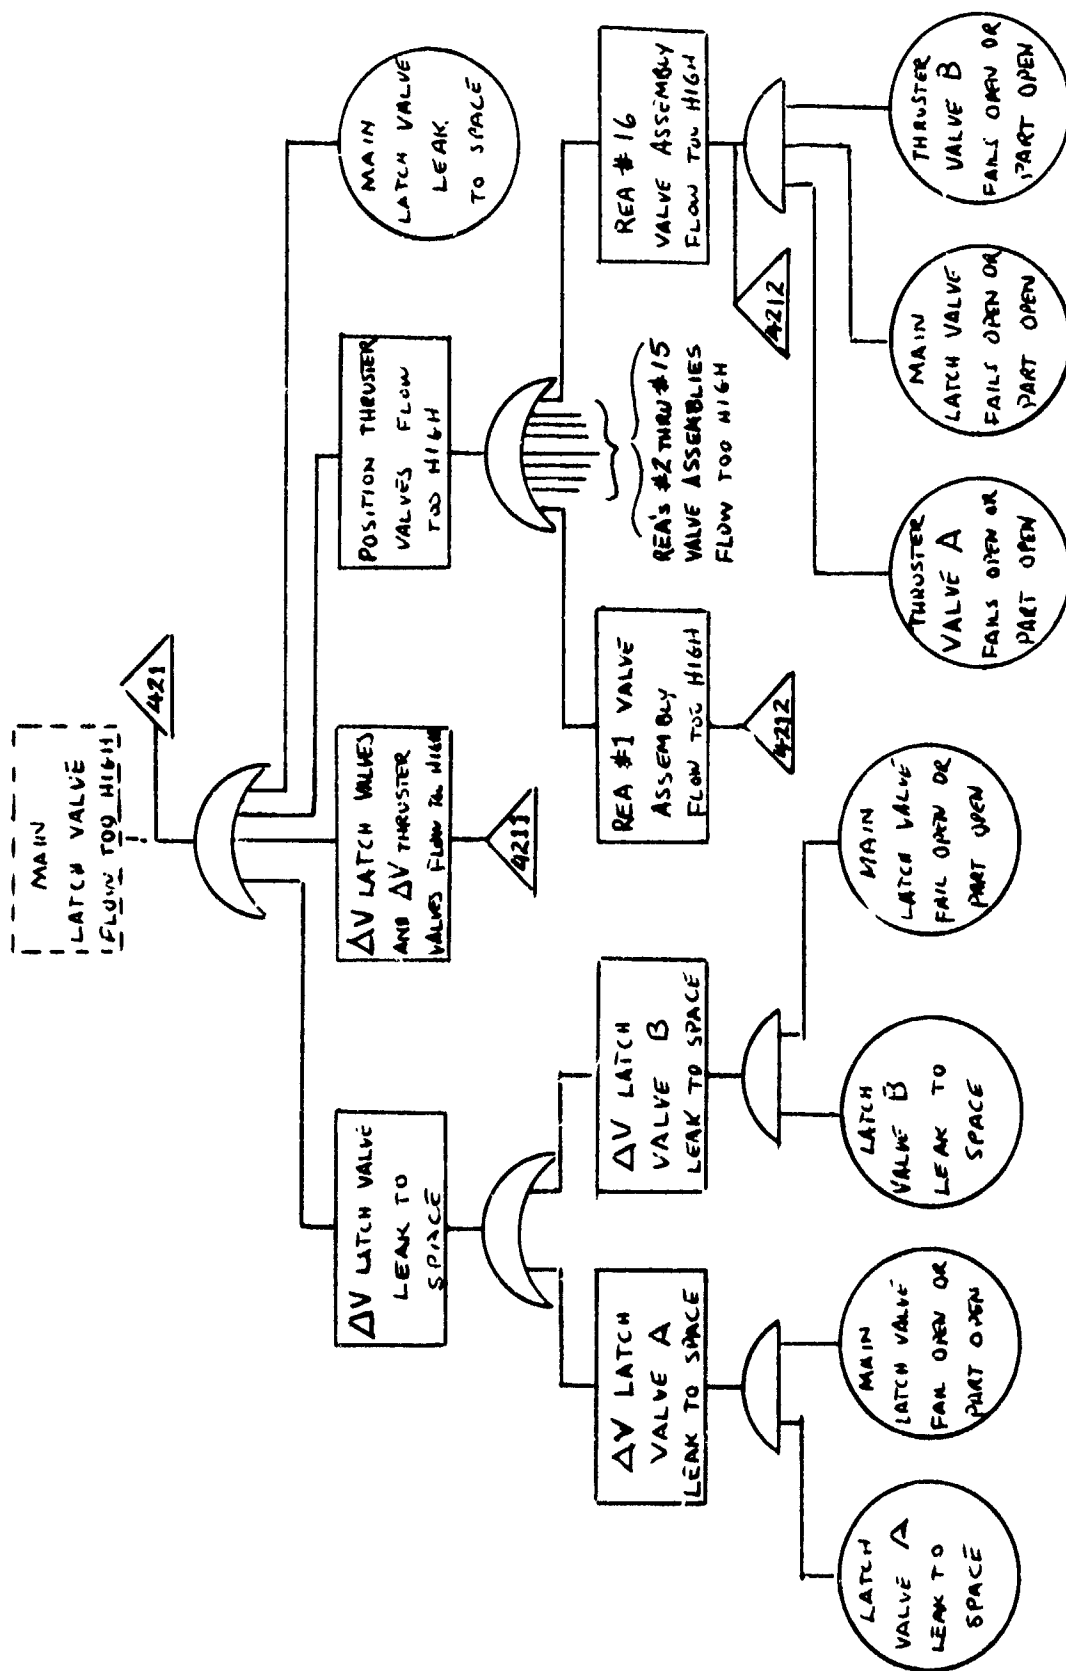 MAIN
LATCH VALVE
FLOW TOO HIGH
421
ΔV LATCH VALVE
LEAK TO
SPACE
ΔV LATCH VALVES
AND ΔV THRUSTER
VALVES FLOW TOO HIGH
4211
POSITION THRUSTER
VALVES FLOW
TOO HIGH
MAIN
LATCH VALVE
LEAK
TO SPACE
ΔV LATCH
VALVE A
LEAK TO SPACE
ΔV LATCH
VALVE B
LEAK TO SPACE
REA #1 VALVE
ASSEMBLY
FLOW TOO HIGH
4212
REA'S #2 THRU #15
VALVE ASSEMBLIES
FLOW TOO HIGH
REA #16
VALVE ASSEMBLY
FLOW TOO HIGH
4212
LATCH
VALVE A
LEAK TO
SPACE
MAIN
LATCH VALVE
FAIL OPEN OR
PART OPEN
LATCH
VALVE B
LEAK TO
SPACE
MAIN
LATCH VALVE
FAIL OPEN OR
PART OPEN
THRUSTER
VALVE A
FAILS OPEN OR
PART OPEN
MAIN
LATCH VALVE
FAILS OPEN OR
PART OPEN
THRUSTER
VALVE B
FAILS OPEN OR
PART OPEN